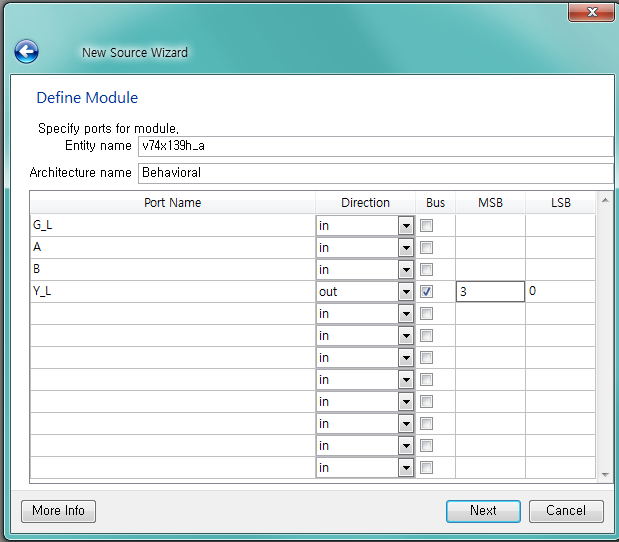 New Source Wizard
Define Module
Specify ports for module.
Entity name v74x139h_a
Architecture name Behavioral
Port Name Direction Bus MSB LSB
G_L in
A in
B in
Y_L out 3 0
in
in
in
in
in
in
in
in
More Info Next Cancel